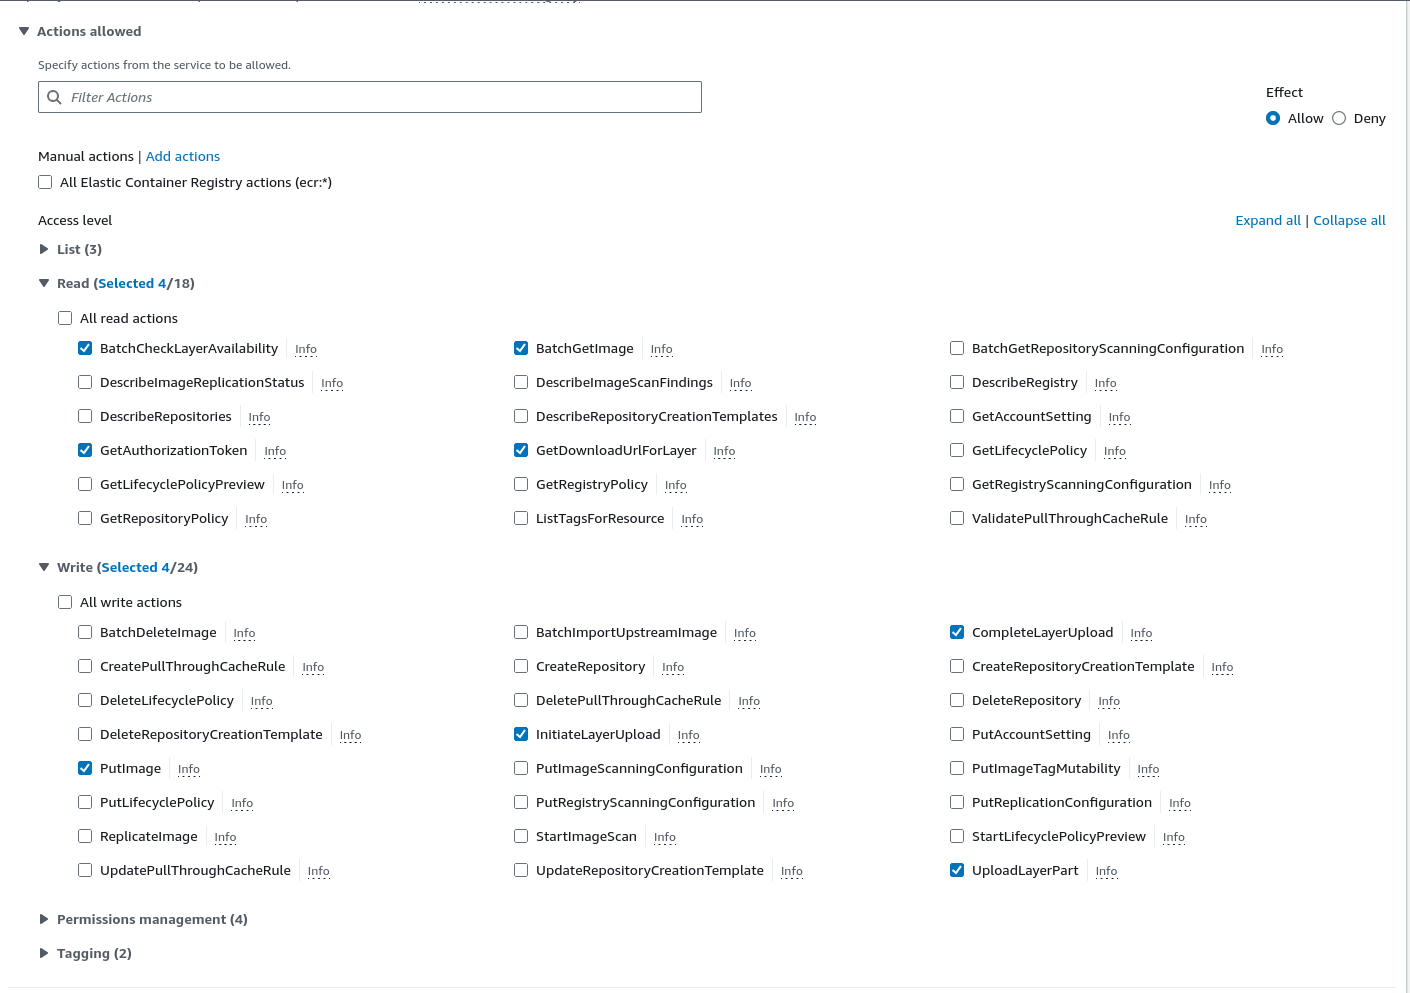 Actions allowed
Specify actions from the service to be allowed.
Filter Actions
Effect
Allow Deny
Manual actions | Add actions
All Elastic Container Registry actions (ecr:*)
Access level Expand all | Collapse all
List (3)
Read (Selected 4/18)
All read actions
BatchCheckLayerAvailability Info BatchGetImage Info BatchGetRepositoryScanningConfiguration Info
DescribeImageReplicationStatus Info DescribeImageScanFindings Info DescribeRegistry Info
DescribeRepositories Info DescribeRepositoryCreationTemplates Info GetAccountSetting Info
GetAuthorizationToken Info GetDownloadUrlForLayer Info GetLifecyclePolicy Info
GetLifecyclePolicyPreview Info GetRegistryPolicy Info GetRegistryScanningConfiguration Info
GetRepositoryPolicy Info ListTagsForResource Info ValidatePullThroughCacheRule Info
Write (Selected 4/24)
All write actions
BatchDeleteImage Info BatchImportUpstreamImage Info CompleteLayerUpload Info
CreatePullThroughCacheRule Info CreateRepository Info CreateRepositoryCreationTemplate Info
DeleteLifecyclePolicy Info DeletePullThroughCacheRule Info DeleteRepository Info
DeleteRepositoryCreationTemplate Info InitiateLayerUpload Info PutAccountSetting Info
PutImage Info PutImageScanningConfiguration Info PutImageTagMutability Info
PutLifecyclePolicy Info PutRegistryScanningConfiguration Info PutReplicationConfiguration Info
ReplicateImage Info StartImageScan Info StartLifecyclePolicyPreview Info
UpdatePullThroughCacheRule Info UpdateRepositoryCreationTemplate Info UploadLayerPart Info
Permissions management (4)
Tagging (2)